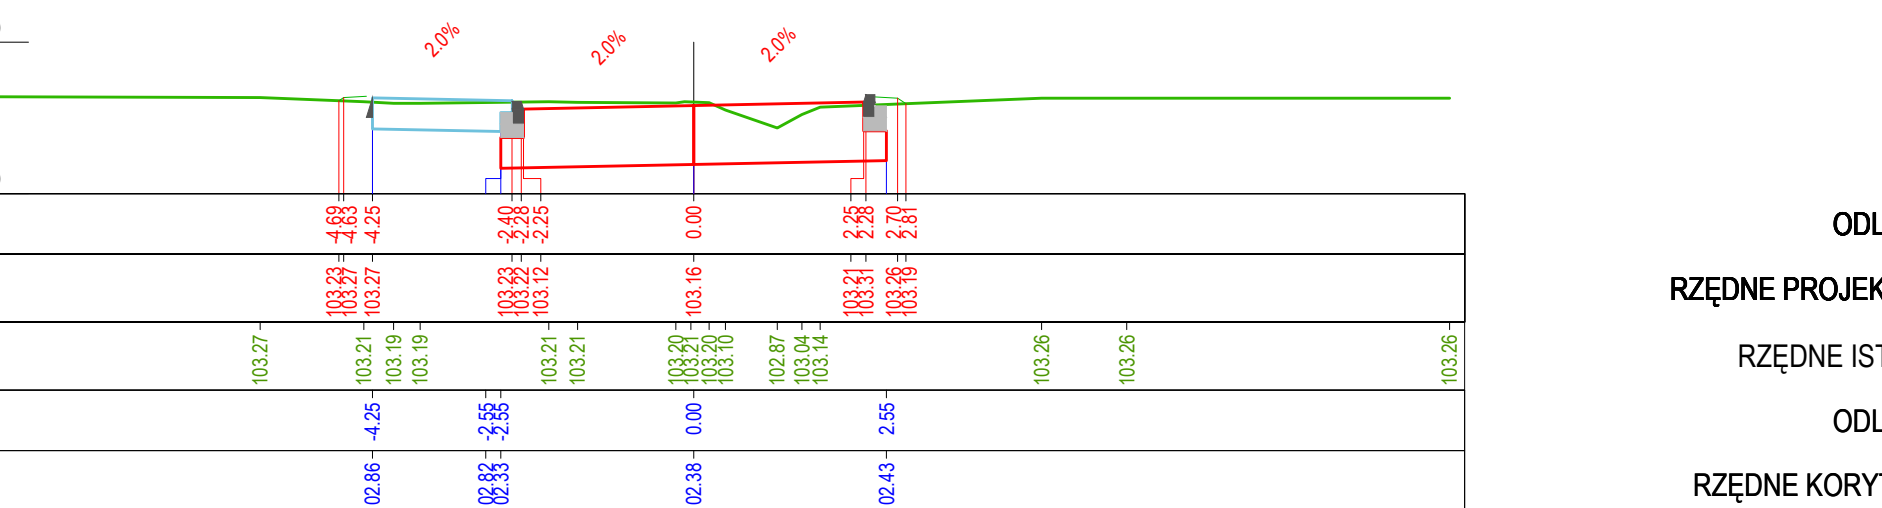 2.0% 2.0% 2.0%
-4.69 -4.63 -4.25 -2.40 -2.28 -2.25 0.00 2.25 2.28 2.70 2.81
ODL
103.23 103.27 103.27 103.23 103.22 103.12 103.16 103.21 103.31 103.26 103.19
RZĘDNE PROJEK
103.27 103.21 103.19 103.19 103.21 103.21 103.20 103.21 103.20 103.10 102.87 103.04 103.14 103.26 103.26 103.26
RZĘDNE IST
-4.25 -2.55 -2.55 0.00 2.55
ODL
02.86 02.82 02.33 02.38 02.43
RZĘDNE KORYT